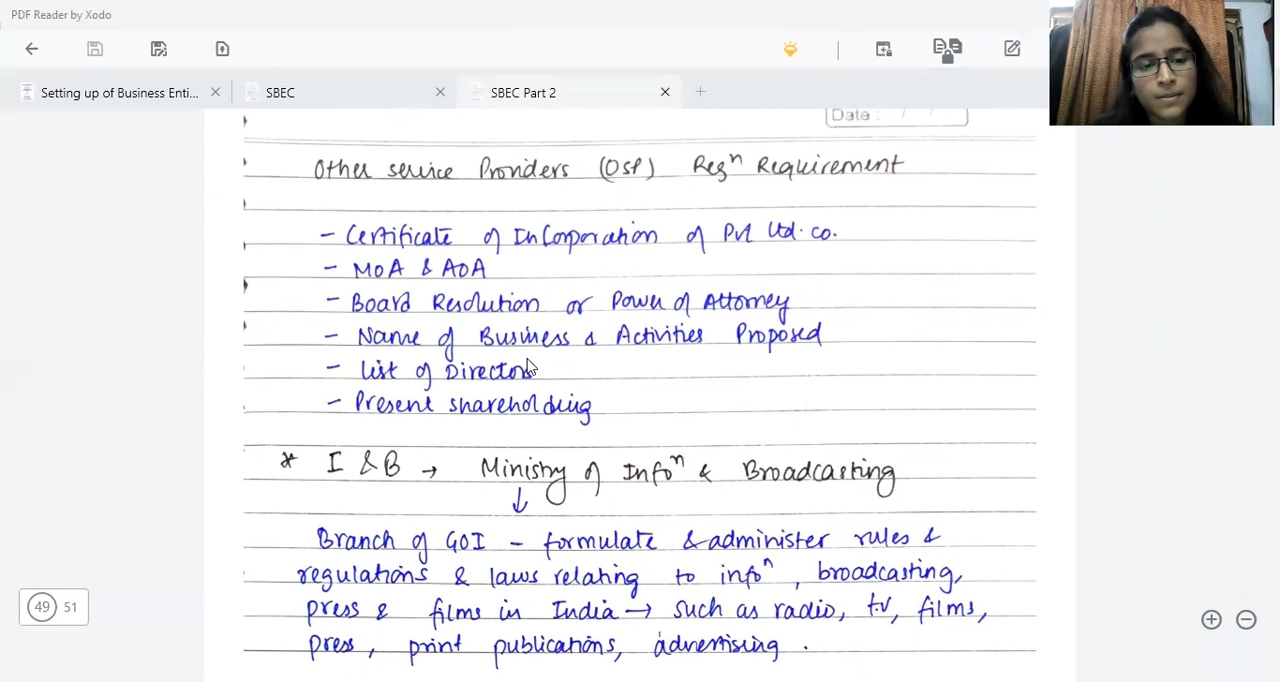 PDF Reader by Xodo
Setting up of Business Enti...
SBEC
SBEC Part 2
Date :
Other service Providers (OSP) Regn Requirement
- Certificate of InCorporation of Pvt Ltd. co.
- MOA & AOA
- Board Resolution or Power of Attorney
- Name of Business & Activities Proposed
- List of Directors
- Present shareholding
* I &B → Ministry of Infon & Broadcasting
↓
Branch of GOI - formulate & administer rules &
regulations & laws relating to infon, broadcasting,
press & films in India → such as radio, tv, films,
press, print publications, advertising.
49 51